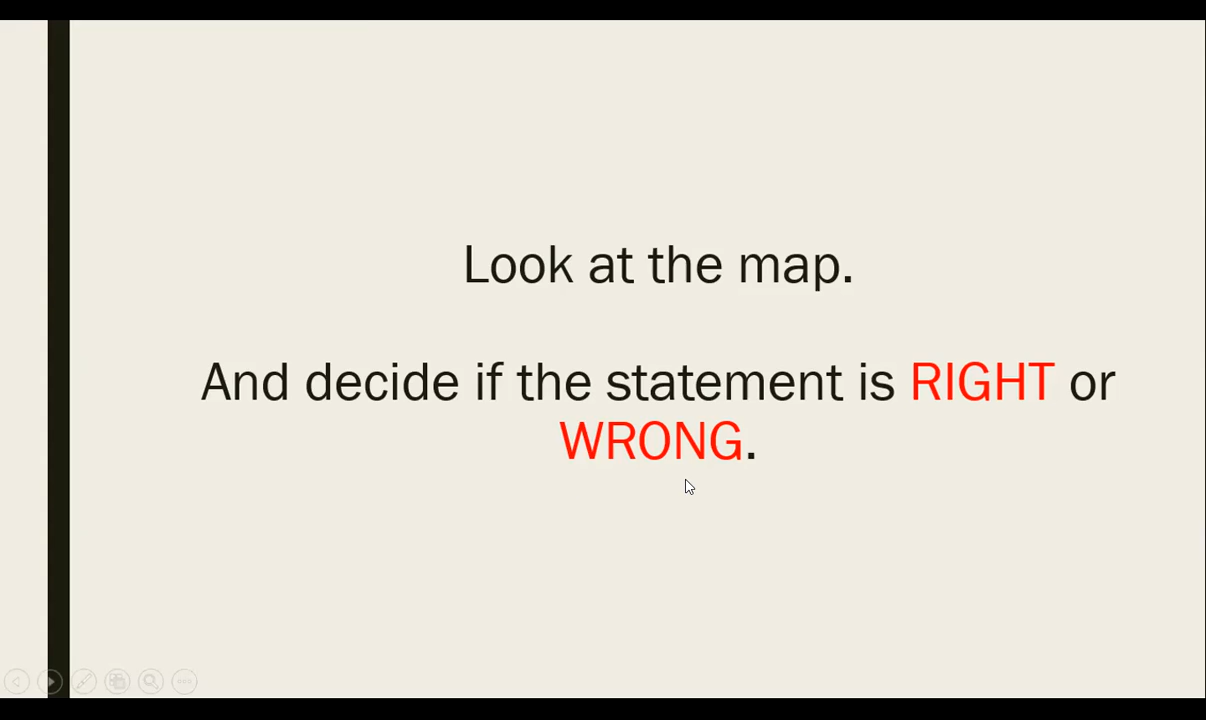 Look at the map.
And decide if the statement is RIGHT or
WRONG.